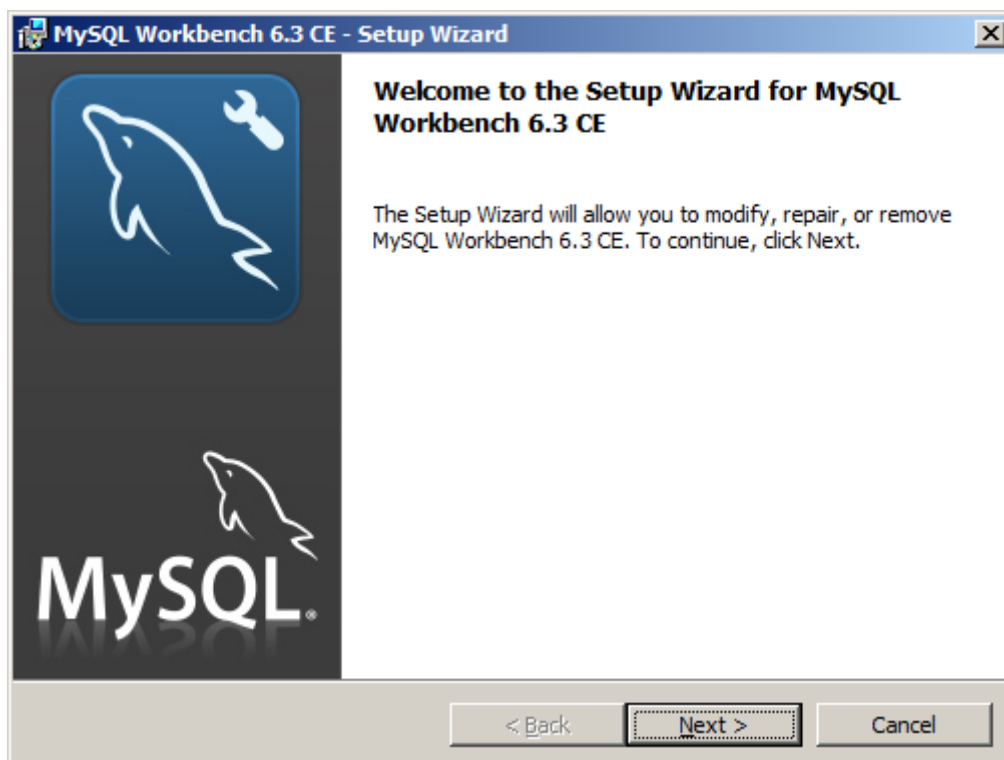 MySQL Workbench 6.3 CE - Setup Wizard
Welcome to the Setup Wizard for MySQL
Workbench 6.3 CE
The Setup Wizard will allow you to modify, repair, or remove
MySQL Workbench 6.3 CE. To continue, click Next.
MySQL®
< Back
Next >
Cancel